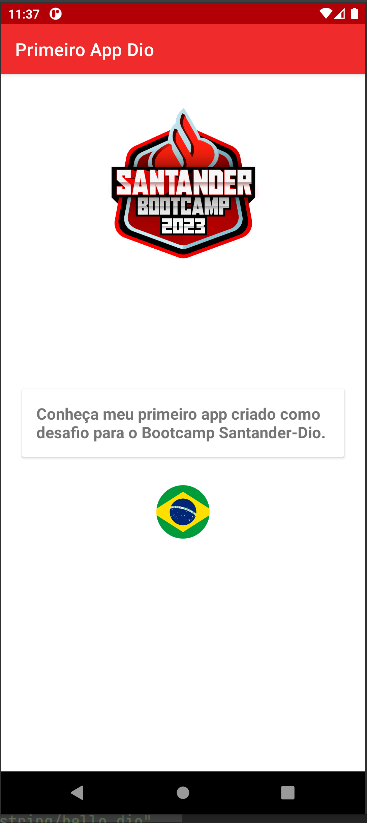 11:37
Primeiro App Dio
SANTANDER
BOOTCAMP
2023
Conheça meu primeiro app criado como
desafio para o Bootcamp Santander-Dio.
string/hello_dio"